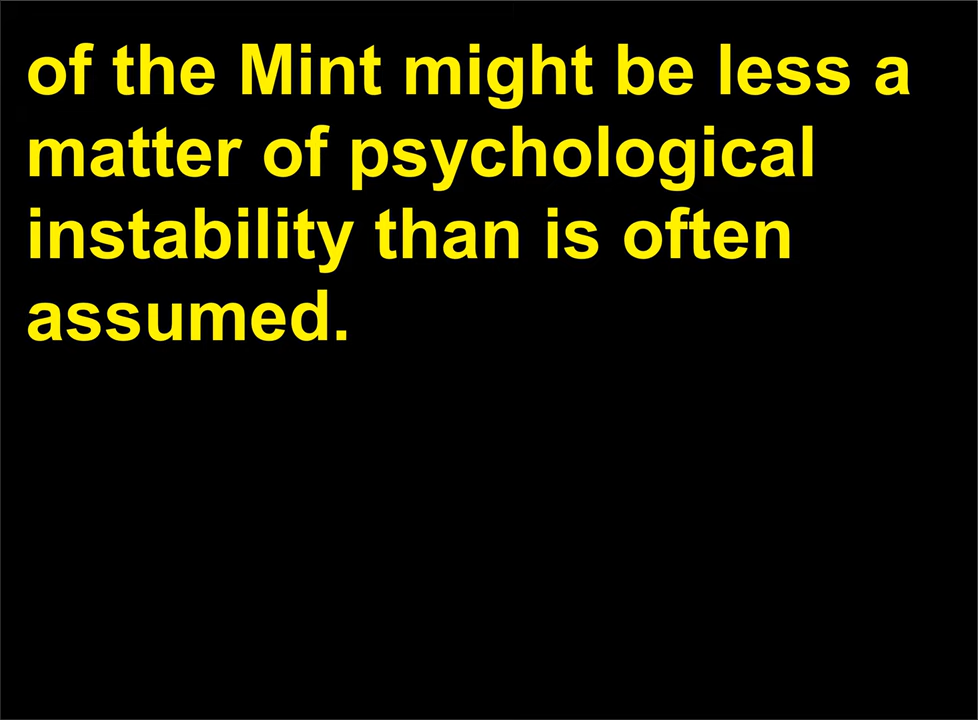 of the Mint might be less a
matter of psychological
instability than is often
assumed.